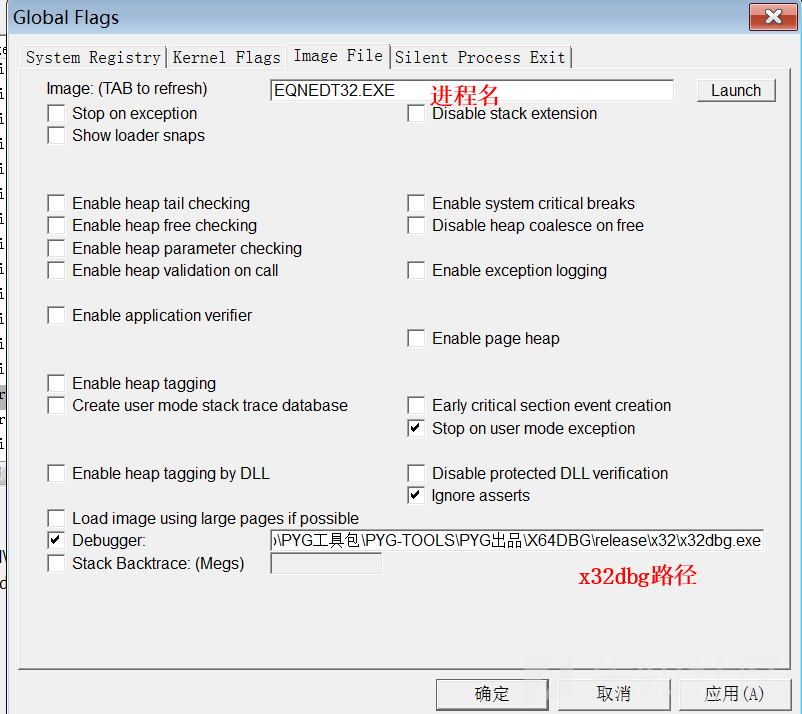 Global Flags
System Registry Kernel Flags Image File Silent Process Exit
Image: (TAB to refresh) EQNEDT32.EXE 进程名 Launch
Stop on exception Disable stack extension
Show loader snaps
Enable heap tail checking Enable system critical breaks
Enable heap free checking Disable heap coalesce on free
Enable heap parameter checking
Enable heap validation on call Enable exception logging
Enable application verifier
Enable page heap
Enable heap tagging
Create user mode stack trace database Early critical section event creation
Stop on user mode exception
Enable heap tagging by DLL Disable protected DLL verification
Ignore asserts
Load image using large pages if possible
Debugger: \PYG工具包\PYG-TOOLS\PYG出品\X64DBG\release\x32\x32dbg.exe
Stack Backtrace: (Megs)
x32dbg路径
确定 取消 应用(A)